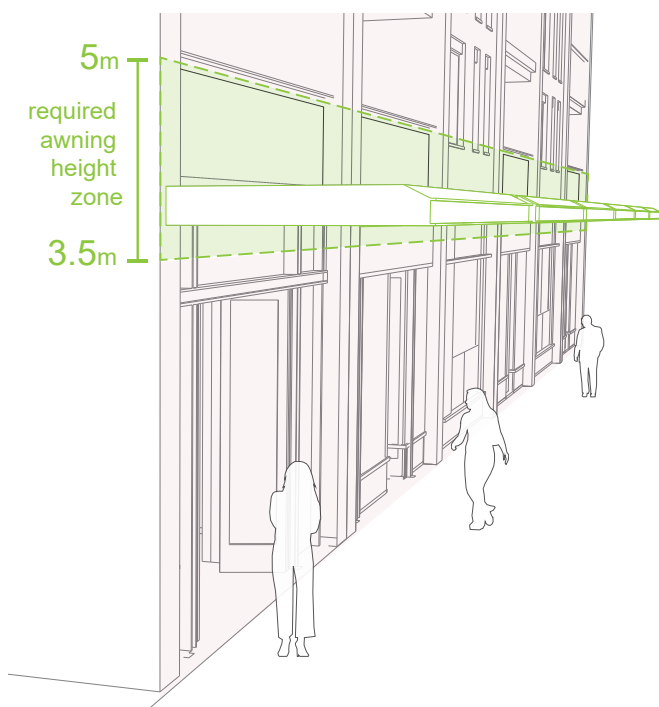 5m
required
awning
height
zone
3.5m